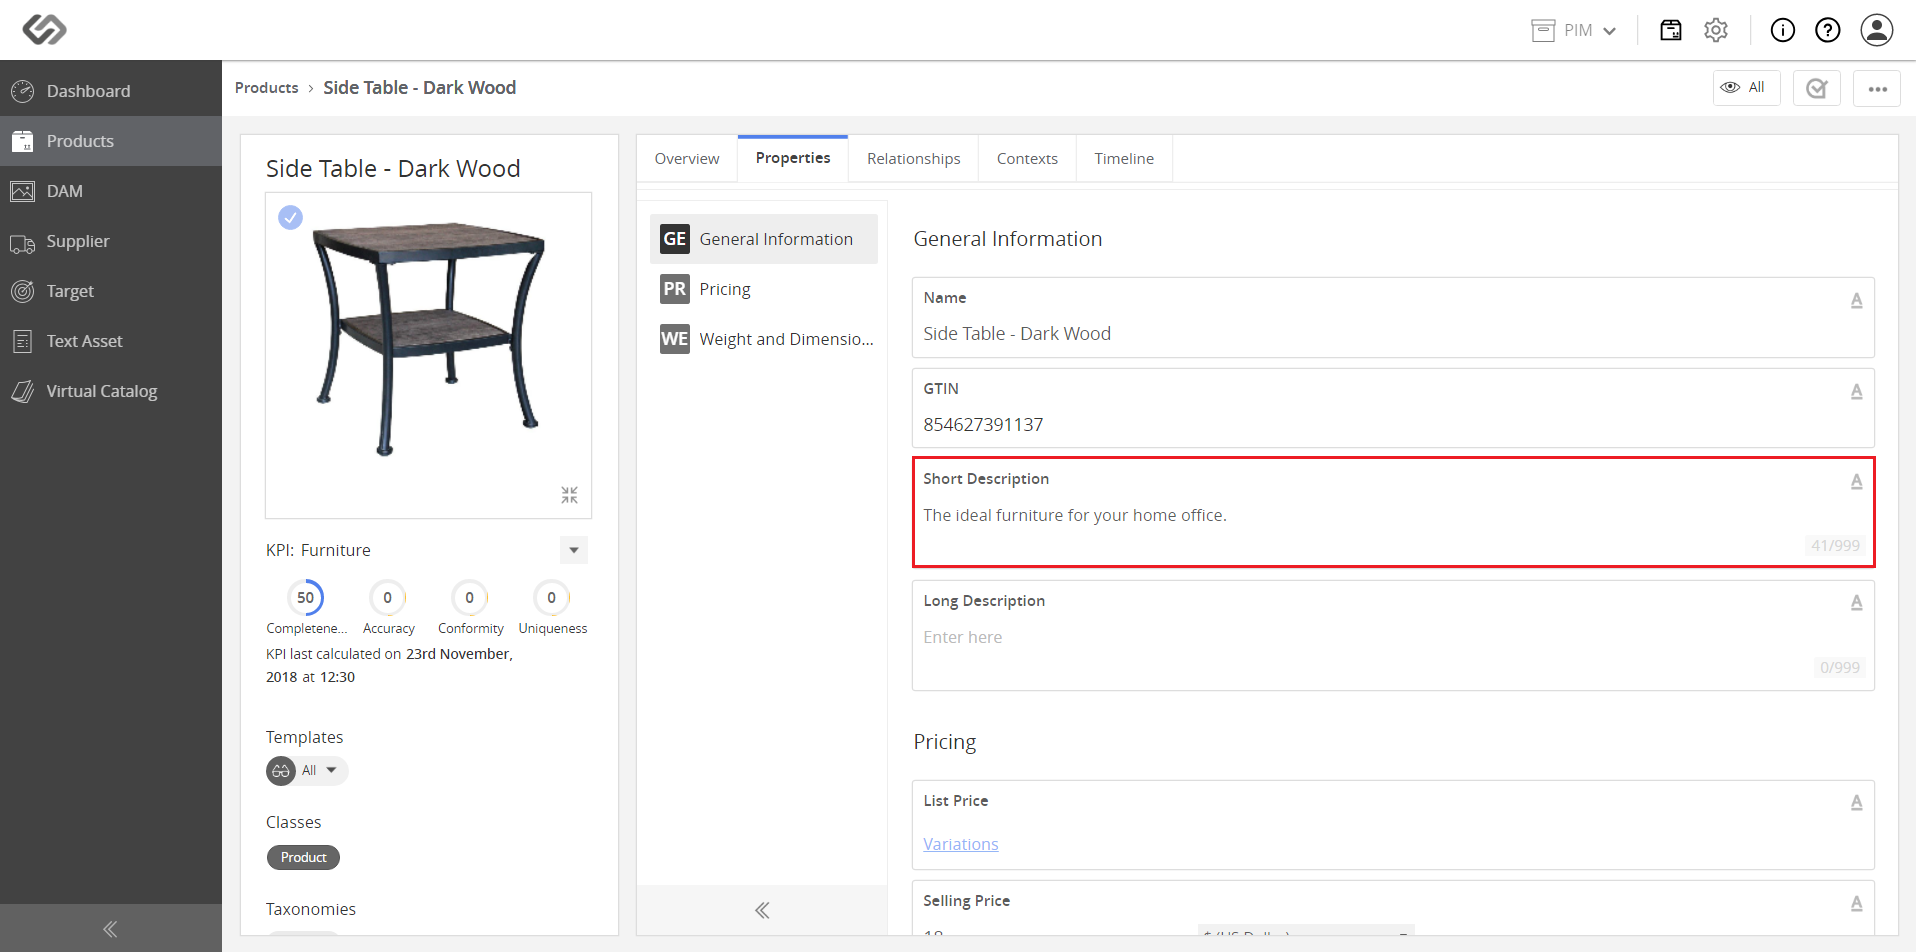 PIM
Dashboard
Products
DAM
Supplier
Target
Text Asset
Virtual Catalog
Products › Side Table - Dark Wood
All
Side Table - Dark Wood
KPI: Furniture
50 0 0 0
Completene... Accuracy Conformity Uniqueness
KPI last calculated on 23rd November,
2018 at 12:30
Templates
All
Classes
Product
Taxonomies
Overview Properties Relationships Contexts Timeline
GE General Information
PR Pricing
WE Weight and Dimensio...
General Information
Name A
Side Table - Dark Wood
GTIN A
854627391137
Short Description A
The ideal furniture for your home office.
41/999
Long Description A
Enter here
0/999
Pricing
List Price A
Variations
Selling Price A